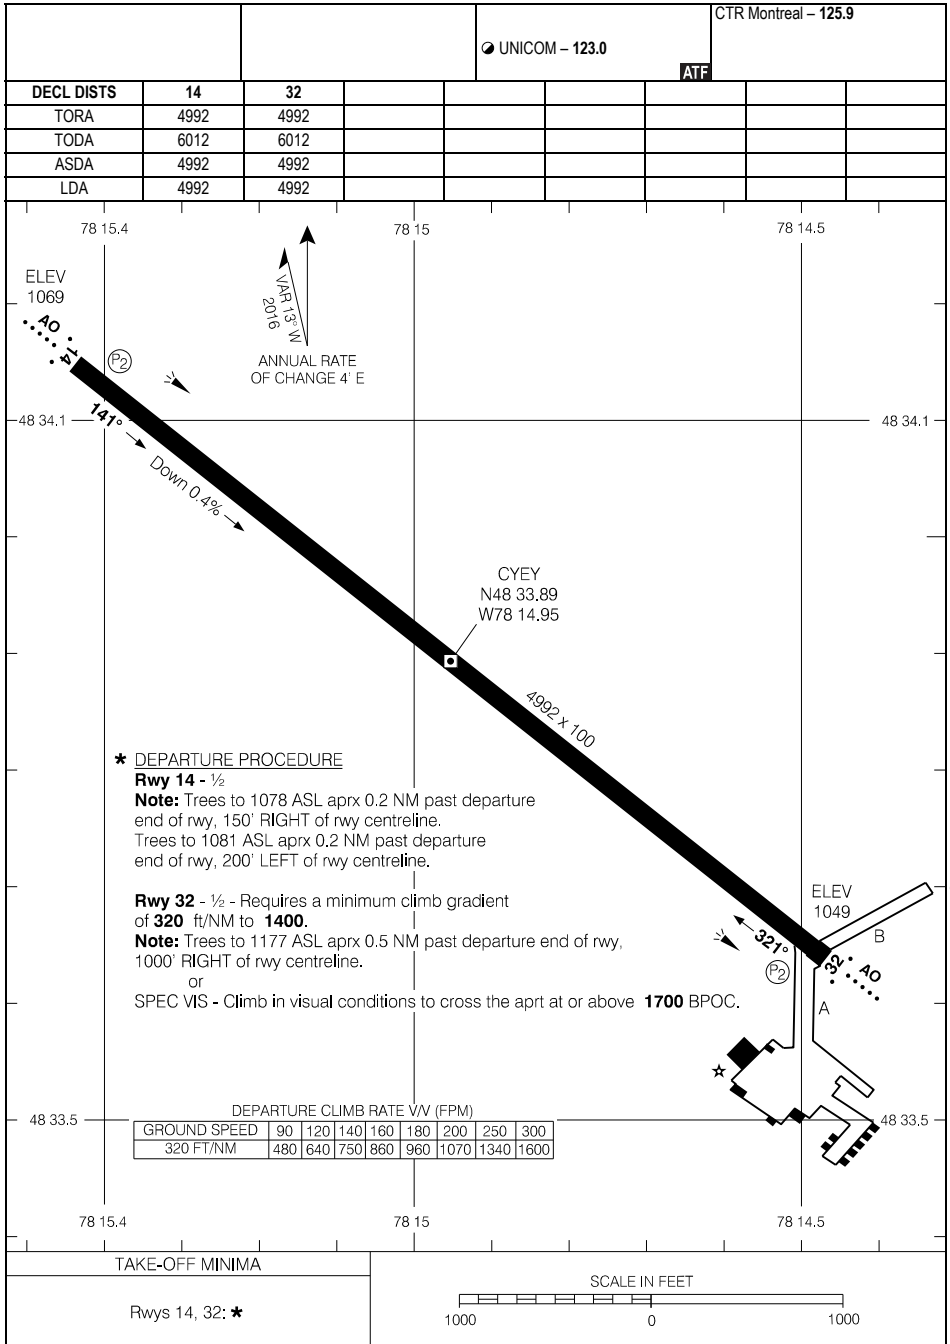 CTR Montreal – 125.9
UNICOM – 123.0
ATF
DECL DISTS 14 32
TORA 4992 4992
TODA 6012 6012
ASDA 4992 4992
LDA 4992 4992
78 15.4 78 15 78 14.5
ELEV
1069
AO
14
P2
VAR 13° W
2016
ANNUAL RATE
OF CHANGE 4' E
48 34.1 48 34.1
141°
Down 0.4%
CYEY
N48 33.89
W78 14.95
4992 x 100
* DEPARTURE PROCEDURE
Rwy 14 - ½
Note: Trees to 1078 ASL aprx 0.2 NM past departure
end of rwy, 150' RIGHT of rwy centreline.
Trees to 1081 ASL aprx 0.2 NM past departure
end of rwy, 200' LEFT of rwy centreline.
Rwy 32 - ½ - Requires a minimum climb gradient
of 320 ft/NM to 1400.
Note: Trees to 1177 ASL aprx 0.5 NM past departure end of rwy,
1000' RIGHT of rwy centreline.
or
SPEC VIS - Climb in visual conditions to cross the aprt at or above 1700 BPOC.
ELEV
1049
B
321°
32
AO
P2
A
48 33.5 48 33.5
DEPARTURE CLIMB RATE V/V (FPM)
GROUND SPEED 90 120 140 160 180 200 250 300
320 FT/NM 480 640 750 860 960 1070 1340 1600
78 15.4 78 15 78 14.5
TAKE-OFF MINIMA
Rwys 14, 32: *
SCALE IN FEET
1000 0 1000